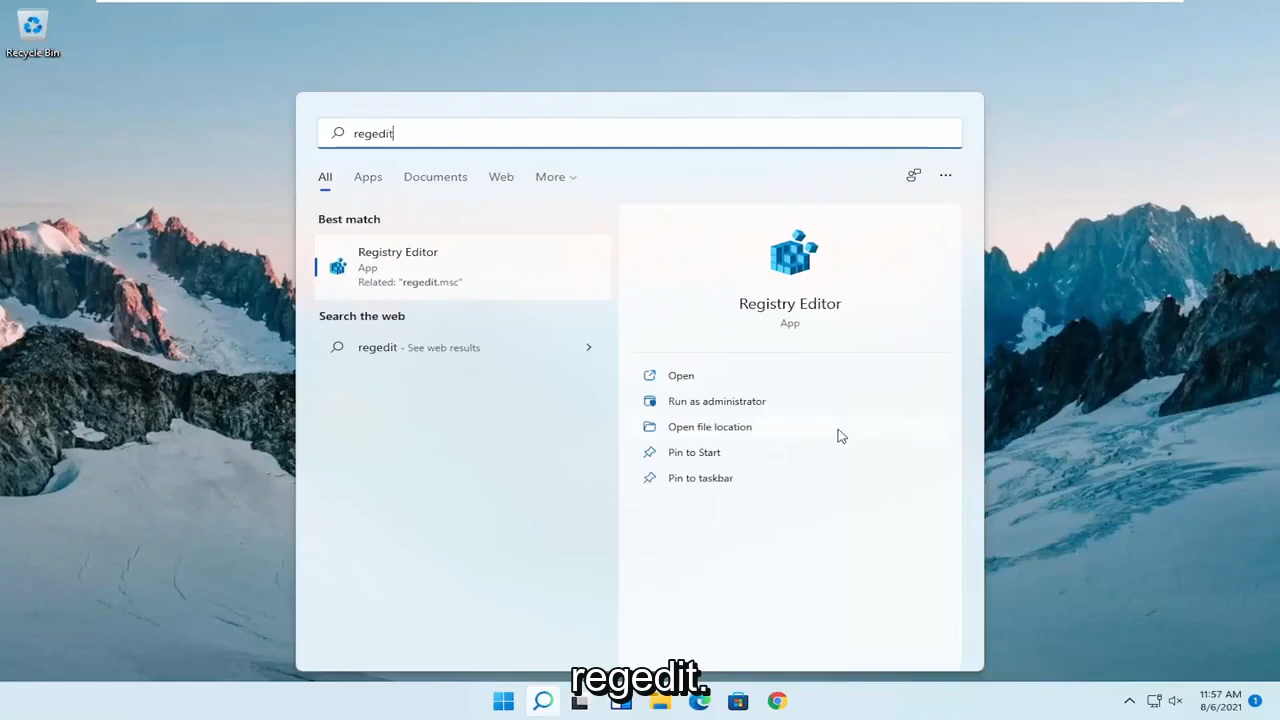 Recycle Bin
regedit
All
Apps
Documents
Web
More
Best match
Registry Editor
App
Related: "regedit.msc"
Search the web
regedit - See web results
Registry Editor
App
Open
Run as administrator
Open file location
Pin to Start
Pin to taskbar
regedit.
11:57 AM
8/6/2021
1